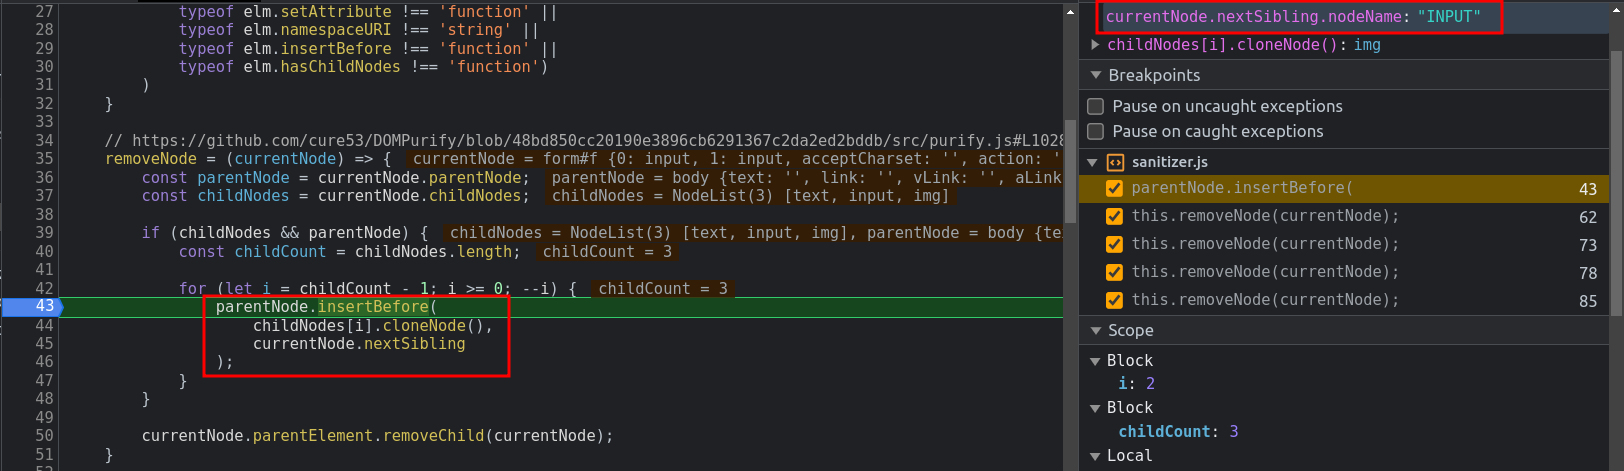 27 typeof elm.setAttribute !== 'function' ||
28 typeof elm.namespaceURI !== 'string' ||
29 typeof elm.insertBefore !== 'function' ||
30 typeof elm.hasChildNodes !== 'function')
31 )
32 }
33
34 // https://github.com/cure53/DOMPurify/blob/48bd850cc20190e3896cb6291367c2da2ed2bddb/src/purify.js#L1028
35 removeNode = (currentNode) => { currentNode = form#f {0: input, 1: input, acceptCharset: '', action: '
36 const parentNode = currentNode.parentNode; parentNode = body {text: '', link: '', vLink: '', aLink
37 const childNodes = currentNode.childNodes; childNodes = NodeList(3) [text, input, img]
38
39 if (childNodes && parentNode) { childNodes = NodeList(3) [text, input, img], parentNode = body {te
40 const childCount = childNodes.length; childCount = 3
41
42 for (let i = childCount - 1; i >= 0; --i) { childCount = 3
43 parentNode.insertBefore(
44 childNodes[i].cloneNode(),
45 currentNode.nextSibling
46 );
47 }
48 }
49
50 currentNode.parentElement.removeChild(currentNode);
51 }
52
currentNode.nextSibling.nodeName: "INPUT"
childNodes[i].cloneNode(): img
Breakpoints
Pause on uncaught exceptions
Pause on caught exceptions
sanitizer.js
parentNode.insertBefore( 43
this.removeNode(currentNode); 62
this.removeNode(currentNode); 73
this.removeNode(currentNode); 78
this.removeNode(currentNode); 85
Scope
Block
i: 2
Block
childCount: 3
Local